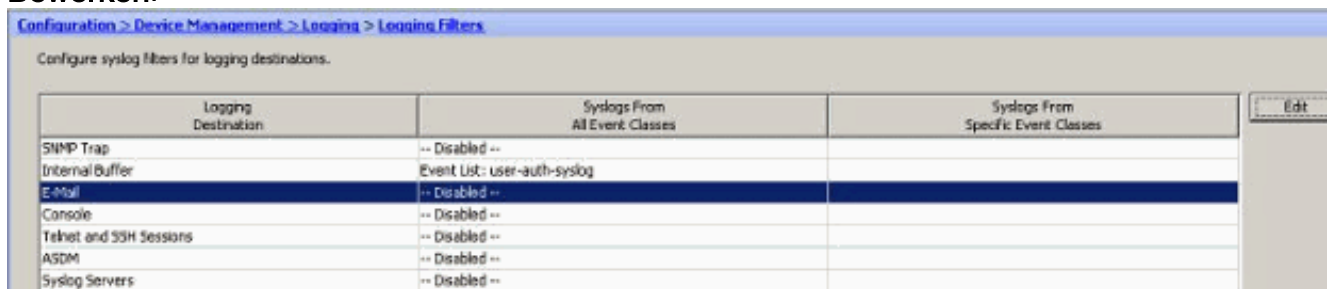 Bewerken.
Configuration > Device Management > Logging > Logging Filters
Configure syslog filters for logging destinations.
Logging Destination Syslogs From All Event Classes Syslogs From Specific Event Classes Edit
SNMP Trap -- Disabled --
Internal Buffer Event List: user-auth-syslog
E-Mail -- Disabled --
Console -- Disabled --
Telnet and SSH Sessions -- Disabled --
ASDM -- Disabled --
Syslog Servers -- Disabled --